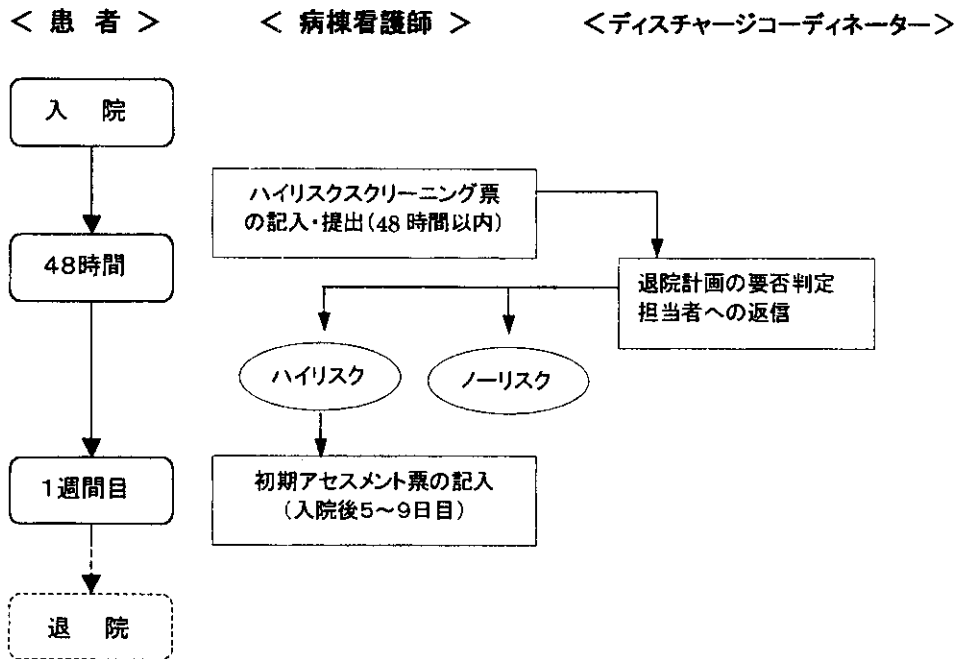 ＜ 患 者 ＞
＜ 病棟看護師 ＞
＜ディスチャージコーディネーター＞
入 院
ハイリスクスクリーニング票
の記入・提出(48時間以内)
48時間
退院計画の要否判定
担当者への返信
ハイリスク
ノーリスク
1週間目
初期アセスメント票の記入
(入院後5～9日目)
退 院